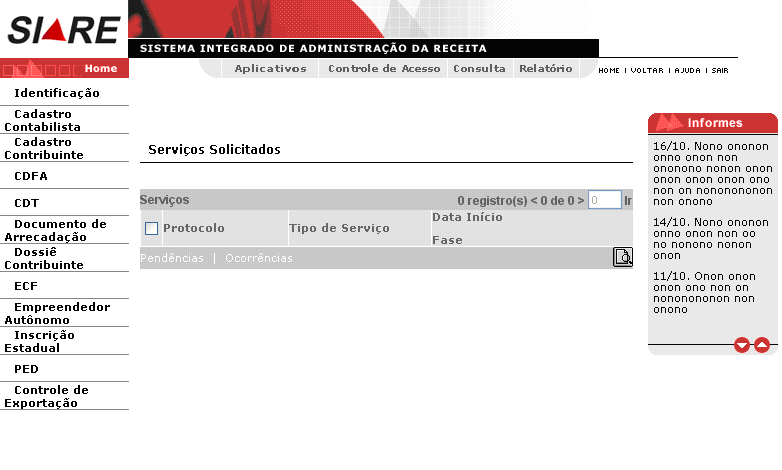 SIARE
SISTEMA INTEGRADO DE ADMINISTRAÇÃO DA RECEITA
Home
Aplicativos
Controle de Acesso
Consulta
Relatório
HOME | VOLTAR | AJUDA | SAIR
Identificação
Cadastro
Contabilista
Cadastro
Contribuinte
CDFA
CDT
Documento de
Arrecadação
Dossiê
Contribuinte
ECF
Empreendedor
Autônomo
Inscrição
Estadual
PED
Controle de
Exportação
Serviços Solicitados
Serviços
0 registro(s) < 0 de 0 > 0 Ir
Protocolo
Tipo de Serviço
Data Início
Fase
Pendências | Ocorrências
Informes
16/10. Nono ononon
onno onon non
ononono nonon onon
onon onon onon ono
non on nonononon​on
non onono
14/10. Nono ononon
onno onon non oo
no nonono nonon
onon
11/10. Onon onon
onon ono non on
nononononon non
onono